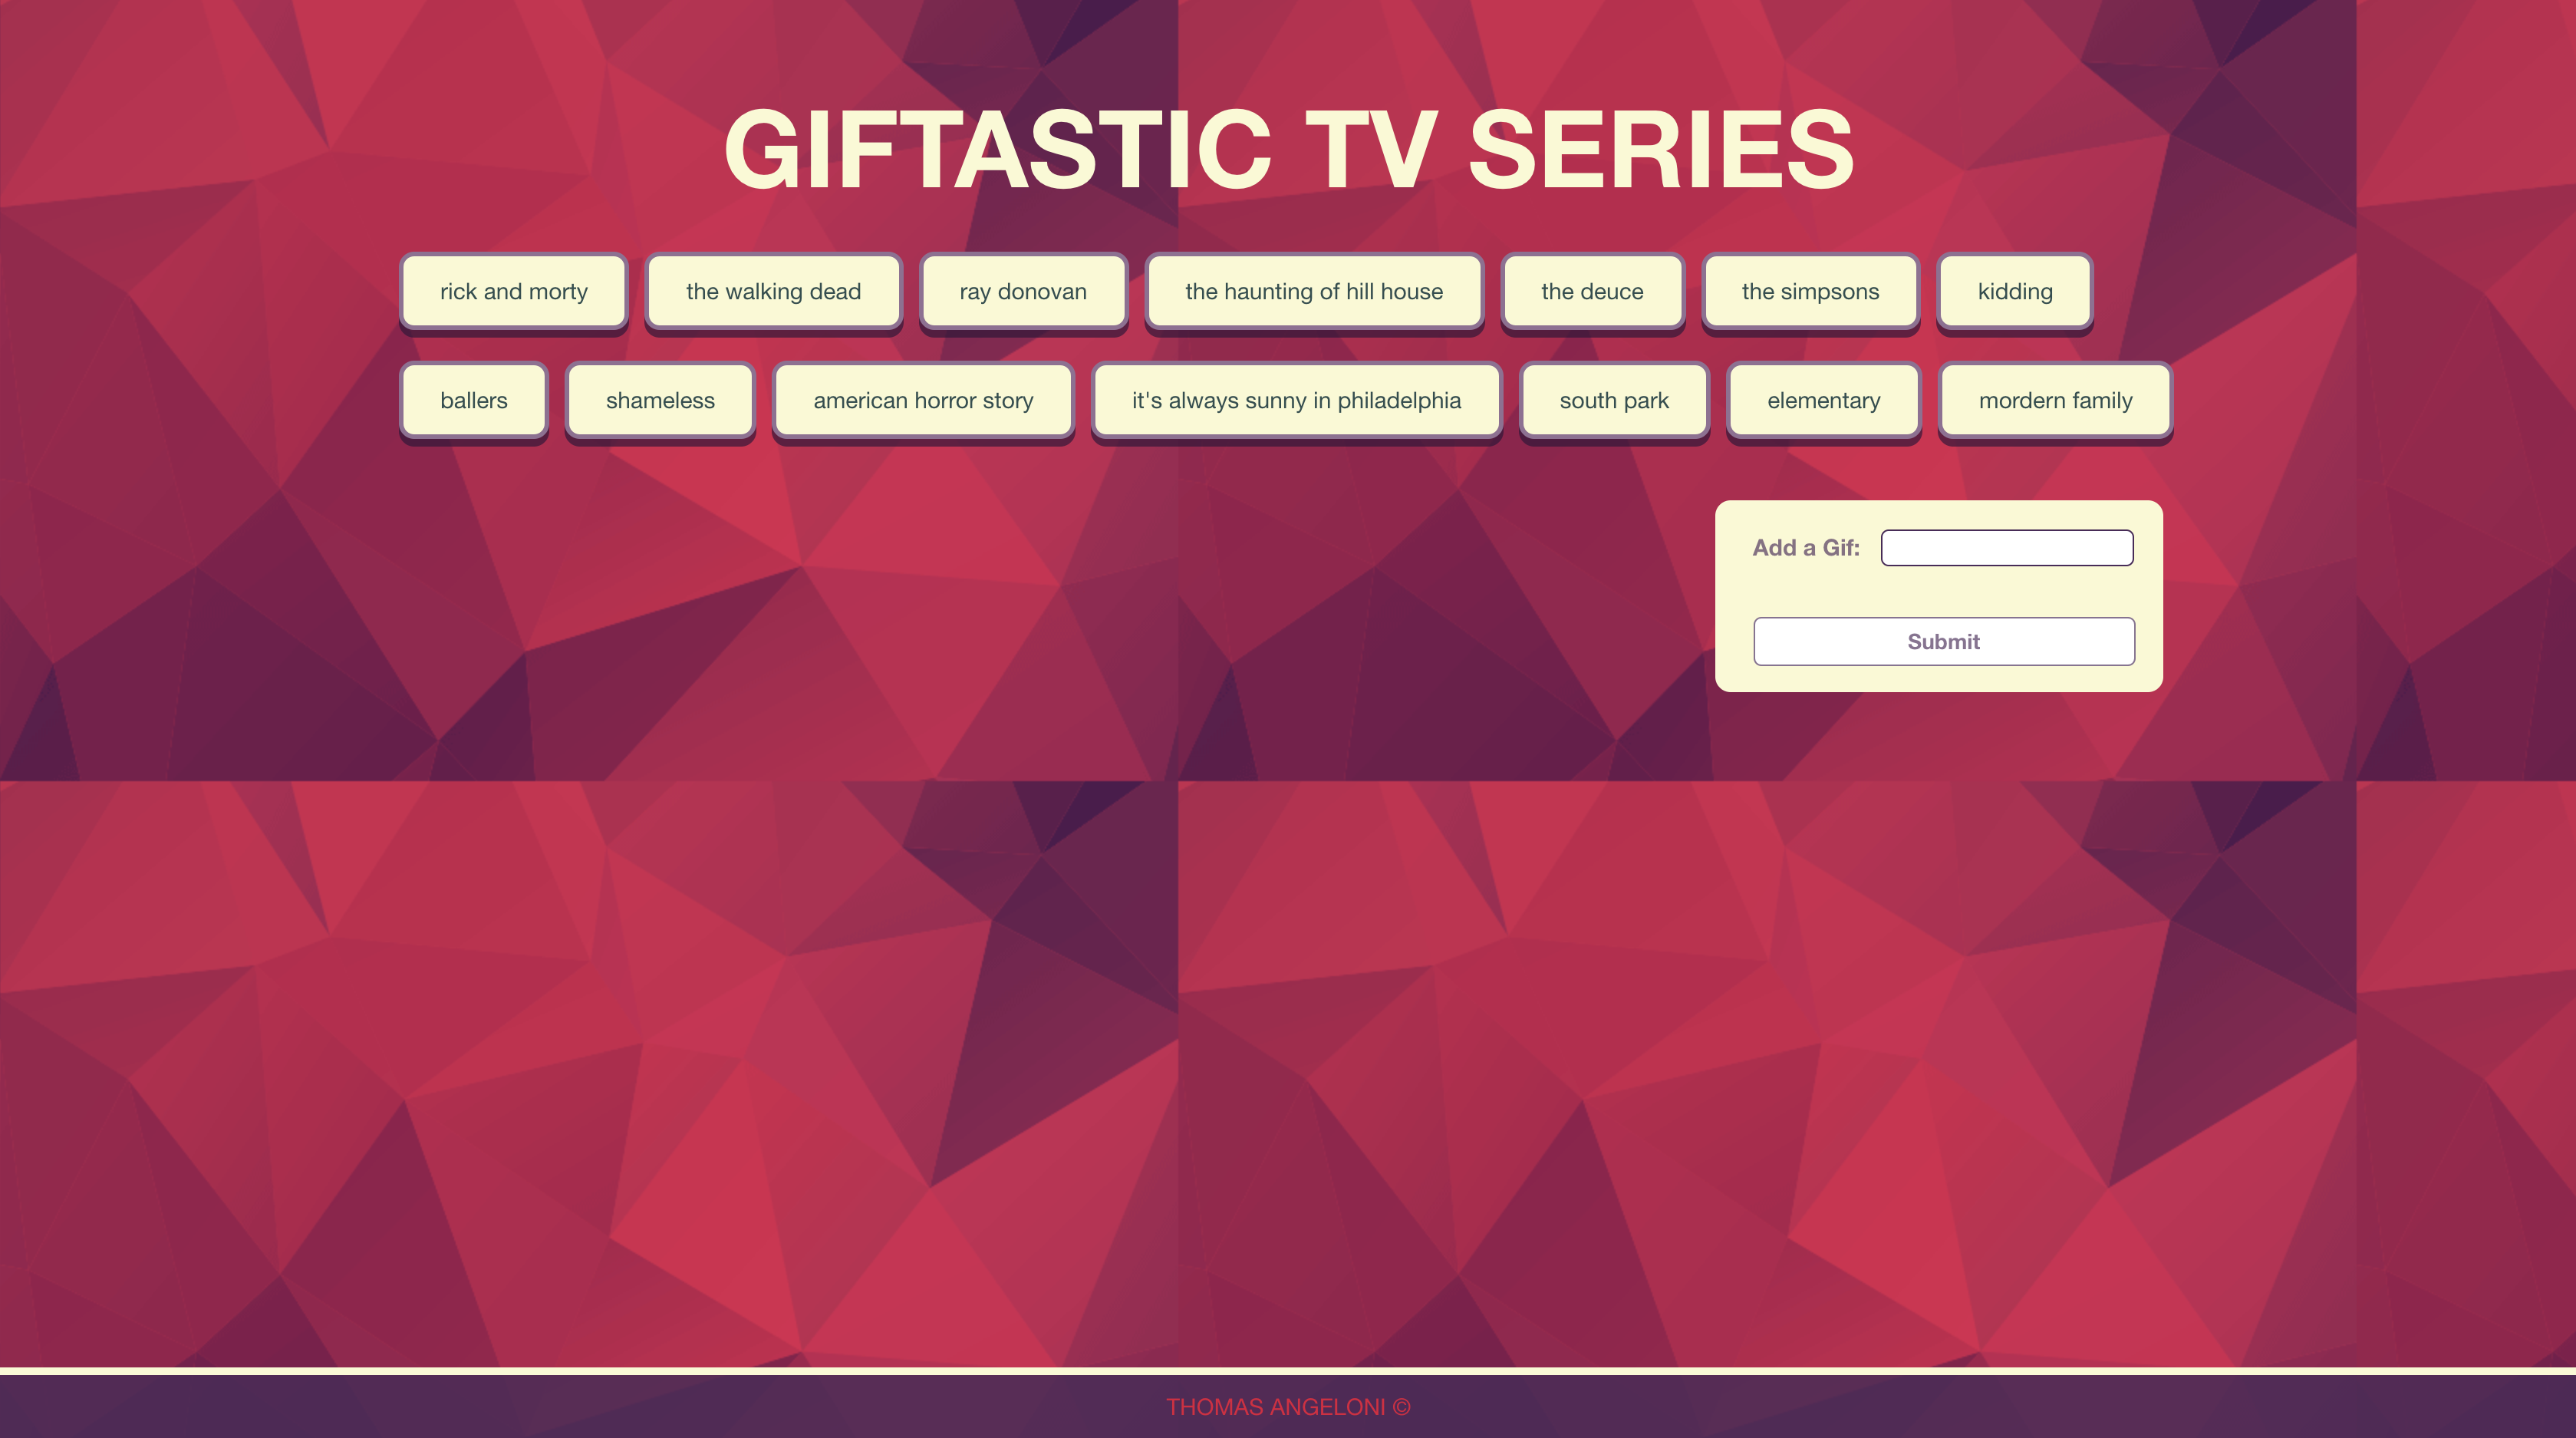 GIFTASTIC TV SERIES
rick and morty the walking dead ray donovan the haunting of hill house the deuce the simpsons kidding
ballers shameless american horror story it's always sunny in philadelphia south park elementary mordern family
Add a Gif:
Submit
THOMAS ANGELONI ©